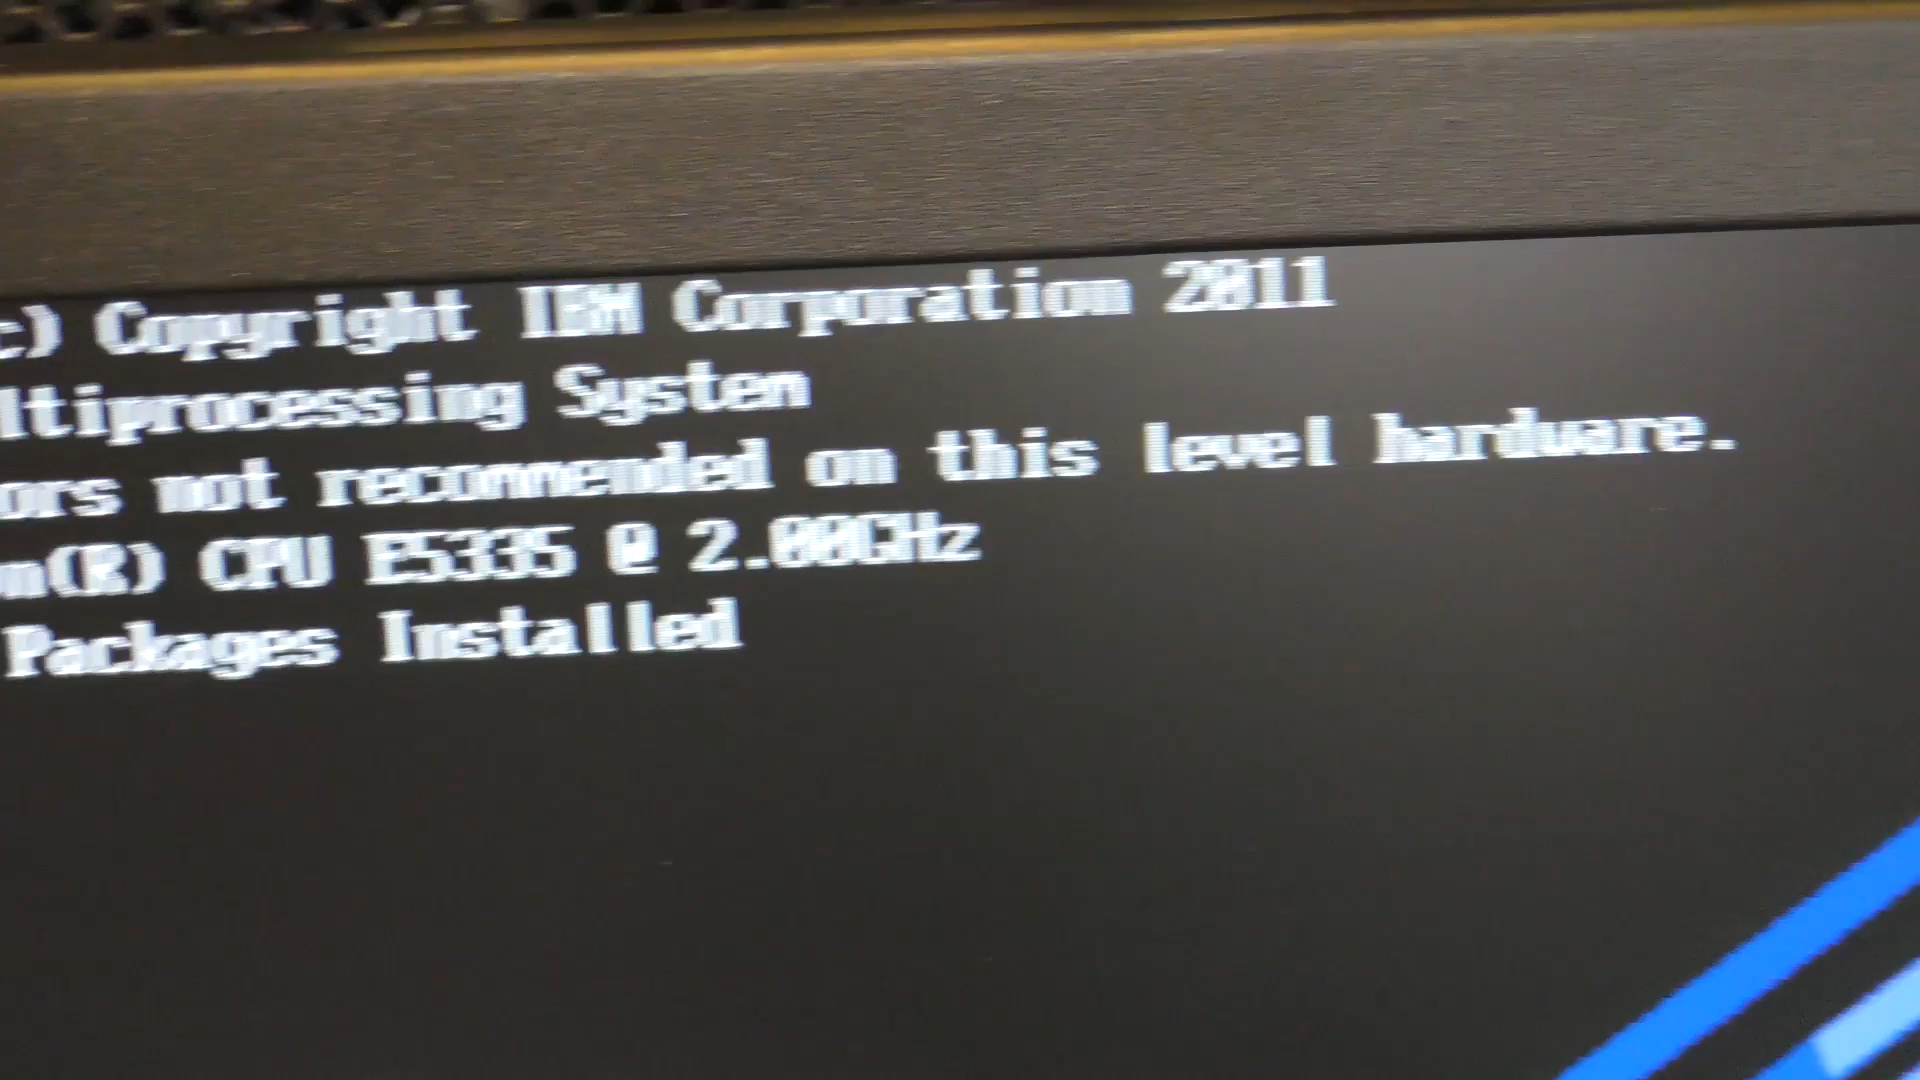 c) Copyright IBM Corporation 2011
ltiprocessing System
ors not recommended on this level hardware.
n(R) CPU E5335 @ 2.00GHz
Packages Installed